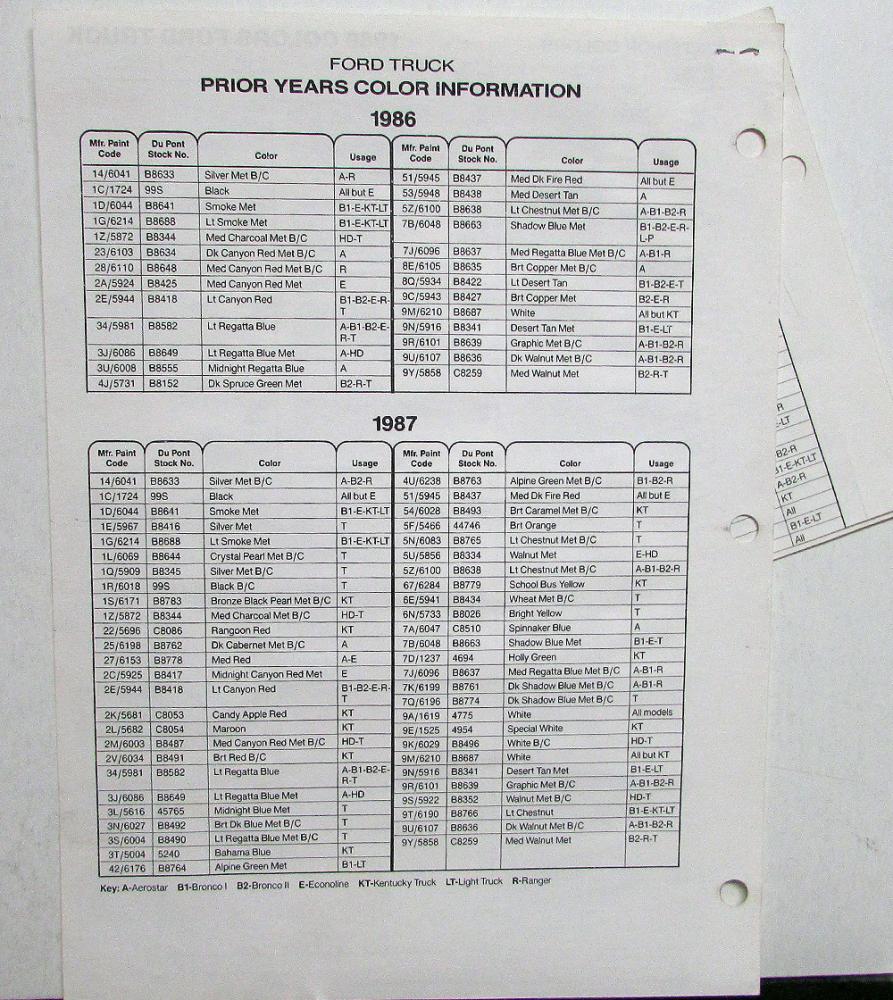 FORD TRUCK
PRIOR YEARS COLOR INFORMATION
1986
Mfr. Paint Code Du Pont Stock No. Color Usage
14/6041 B8633 Silver Met B/C A-R
1C/1724 99S Black All but E
1D/6044 B8641 Smoke Met B1-E-KT-LT
1G/6214 B8688 Lt Smoke Met B1-E-KT-LT
1Z/5872 B8344 Med Charcoal Met B/C HD-T
23/6103 B8634 Dk Canyon Red Met B/C A
28/6110 B8648 Med Canyon Red Met B/C R
2A/5924 B8425 Med Canyon Red Met E
2E/5944 B8418 Lt Canyon Red B1-B2-E-R-
T
34/5981 B8582 Lt Regatta Blue A-B1-B2-E-
R-T
3J/6086 B8649 Lt Regatta Blue Met A-HD
3U/6008 B8555 Midnight Regatta Blue A
4J/5731 B8152 Dk Spruce Green Met B2-R-T
Mfr. Paint Code Du Pont Stock No. Color Usage
51/5945 B8437 Med Dk Fire Red All but E
53/5948 B8438 Med Desert Tan A
5Z/6100 B8638 Lt Chestnut Met B/C A-B1-B2-R
7B/6048 B8663 Shadow Blue Met B1-B2-E-R-
L-P
7J/6096 B8637 Med Regatta Blue Met B/C A-B1-R
8E/6105 B8635 Brt Copper Met B/C A
8Q/5934 B8422 Lt Desert Tan B1-B2-E-T
9C/5943 B8427 Brt Copper Met B2-E-R
9M/6210 B8687 White All but KT
9N/5916 B8341 Desert Tan Met B1-E-LT
9R/6101 B8639 Graphic Met B/C A-B1-B2-R
9U/6107 B8636 Dk Walnut Met B/C A-B1-B2-R
9Y/5858 C8259 Med Walnut Met B2-R-T
1987
Mfr. Paint Code Du Pont Stock No. Color Usage
14/6041 B8633 Silver Met B/C A-B2-R
1C/1724 99S Black All but E
1D/6044 B8641 Smoke Met B1-E-KT-LT
1E/5967 B8416 Silver Met T
1G/6214 B8688 Lt Smoke Met B1-E-KT-LT
1L/6069 B8644 Crystal Pearl Met B/C T
1Q/5909 B8345 Silver Met B/C T
1R/6018 99S Black B/C T
1S/6171 B8783 Bronze Black Pearl Met B/C KT
1Z/5872 B8344 Med Charcoal Met B/C HD-T
22/5696 C8086 Rangoon Red KT
25/6198 B8762 Dk Cabernet Met B/C A
27/6153 B8778 Med Red A-E
2C/5925 B8417 Midnight Canyon Red Met E
2E/5944 B8418 Lt Canyon Red B1-B2-E-R-
T
2K/5681 C8053 Candy Apple Red KT
2L/5682 C8054 Maroon KT
2M/6003 B8487 Med Canyon Red Met B/C HD-T
2V/6034 B8491 Brt Red B/C KT
34/5981 B8582 Lt Regatta Blue A-B1-B2-E-
R-T
3J/6086 B8649 Lt Regatta Blue Met A-HD
3L/5616 45765 Midnight Blue Met T
3N/6027 B8492 Brt Dk Blue Met B/C T
3S/6004 B8490 Lt Regatta Blue Met B/C T
3T/5004 5240 Bahama Blue KT
42/6176 B8764 Alpine Green Met B1-LT
Mfr. Paint Code Du Pont Stock No. Color Usage
4U/6238 B8763 Alpine Green Met B/C B1-B2-R
51/5945 B8437 Med Dk Fire Red All but E
54/6028 B8493 Brt Caramel Met B/C KT
5F/5466 44746 Brt Orange T
5N/6083 B8765 Lt Chestnut Met B/C T
5U/5856 B8334 Walnut Met E-HD
5Z/6100 B8638 Lt Chestnut Met B/C A-B1-B2-R
67/6284 B8779 School Bus Yellow KT
6E/5941 B8434 Wheat Met B/C T
6N/5733 B8026 Bright Yellow T
7A/6047 C8510 Spinnaker Blue A
7B/6048 B8663 Shadow Blue Met B1-E-T
7D/1237 4694 Holly Green KT
7J/6096 B8637 Med Regatta Blue Met B/C A-B1-R
7K/6199 B8761 Dk Shadow Blue Met B/C A-B1-R
7Q/6196 B8774 Dk Shadow Blue Met B/C T
9A/1619 4775 White All models
9E/1525 4954 Special White KT
9K/6029 B8496 White B/C HD-T
9M/6210 B8687 White All but KT
9N/5916 B8341 Desert Tan Met B1-E-LT
9R/6101 B8639 Graphic Met B/C A-B1-B2-R
9S/5922 B8352 Walnut Met B/C HD-T
9T/6190 B8766 Lt Chestnut B1-E-KT-LT
9U/6107 B8636 Dk Walnut Met B/C A-B1-B2-R
9Y/5858 C8259 Med Walnut Met B2-R-T
Key: A-Aerostar B1-Bronco I B2-Bronco II E-Econoline KT-Kentucky Truck LT-Light Truck R-Ranger
R
-LT
B2-R
B1-E-KT-LT
A-B2-R
KT
All
B1-E-LT
All